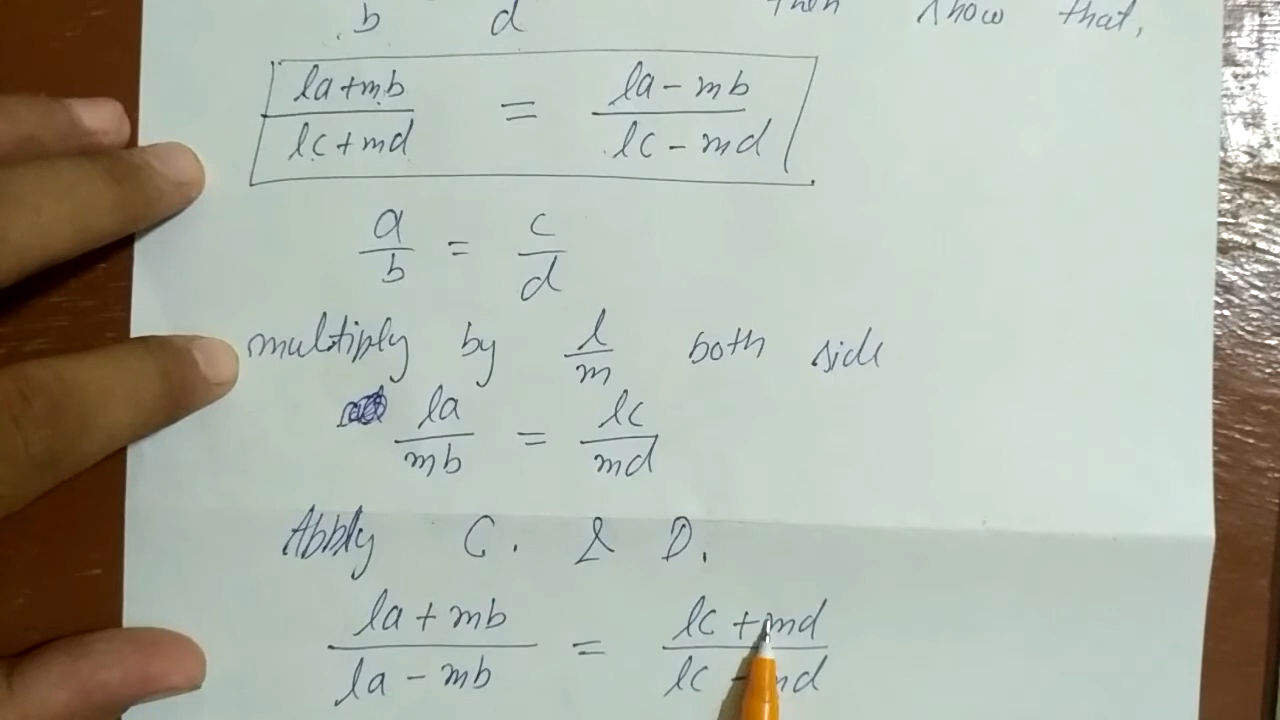 b d then show that,
la+mb / lc+md = la-mb / lc-md
a/b = c/d
multiply by l/m both side
la/mb = lc/md
Abbly C. & D.
la+mb / la-mb = lc+md / lc-md